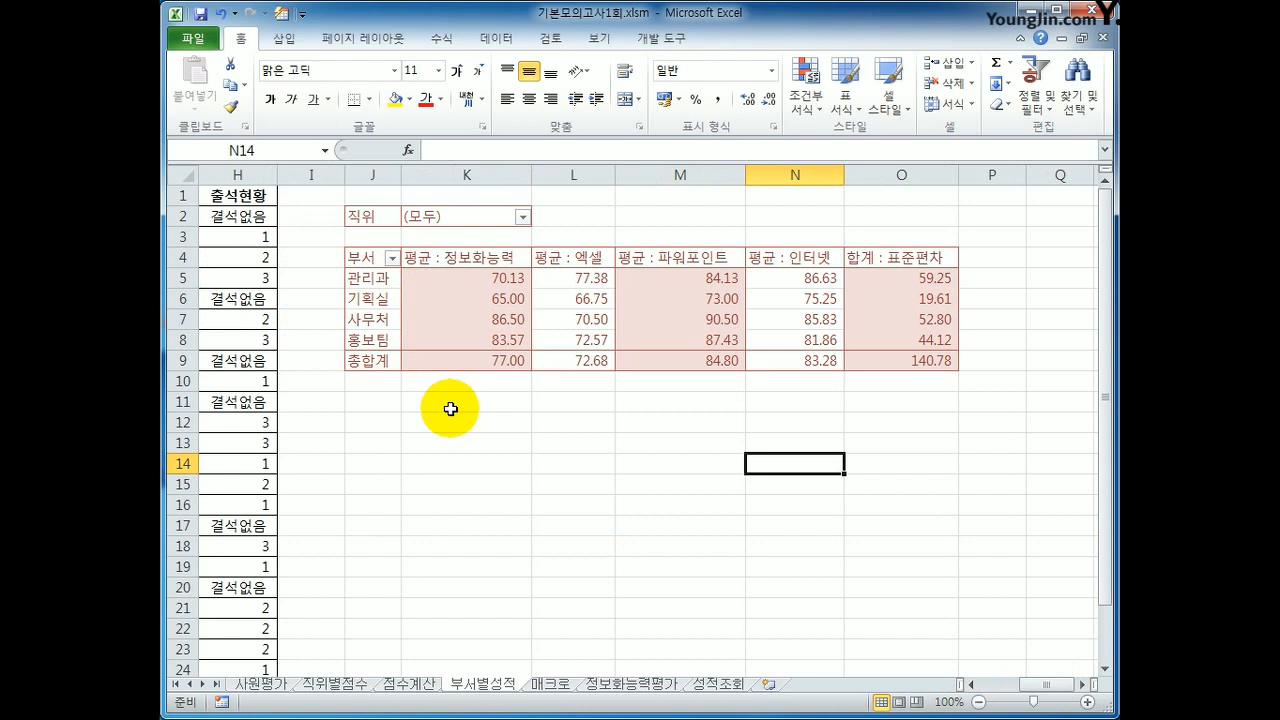 기본모의고사1회.xlsm - Microsoft Excel
YoungJin.com Y.
파일 홈 삽입 페이지 레이아웃 수식 데이터 검토 보기 개발 도구
맑은 고딕 11 일반
붙여넣기 가 가 가 조건부 서식 표 서식 셀 스타일 삽입 삭제 서식 정렬 및 필터 찾기 및 선택
클립보드 글꼴 맞춤 표시 형식 스타일 셀 편집
N14 fx
H I J K L M N O P Q
1 출석현황
2 결석없음 직위 (모두)
3 1
4 2 부서 평균 : 정보화능력 평균 : 엑셀 평균 : 파워포인트 평균 : 인터넷 합계 : 표준편차
5 3 관리과 70.13 77.38 84.13 86.63 59.25
6 결석없음 기획실 65.00 66.75 73.00 75.25 19.61
7 2 사무처 86.50 70.50 90.50 85.83 52.80
8 3 홍보팀 83.57 72.57 87.43 81.86 44.12
9 결석없음 총합계 77.00 72.68 84.80 83.28 140.78
10 1
11 결석없음
12 3
13 3
14 1
15 2
16 1
17 결석없음
18 3
19 1
20 결석없음
21 2
22 2
23 2
24 1
사원평가 직위별점수 점수계산 부서별성적 매크로 정보화능력평가 성적조회
준비 100%